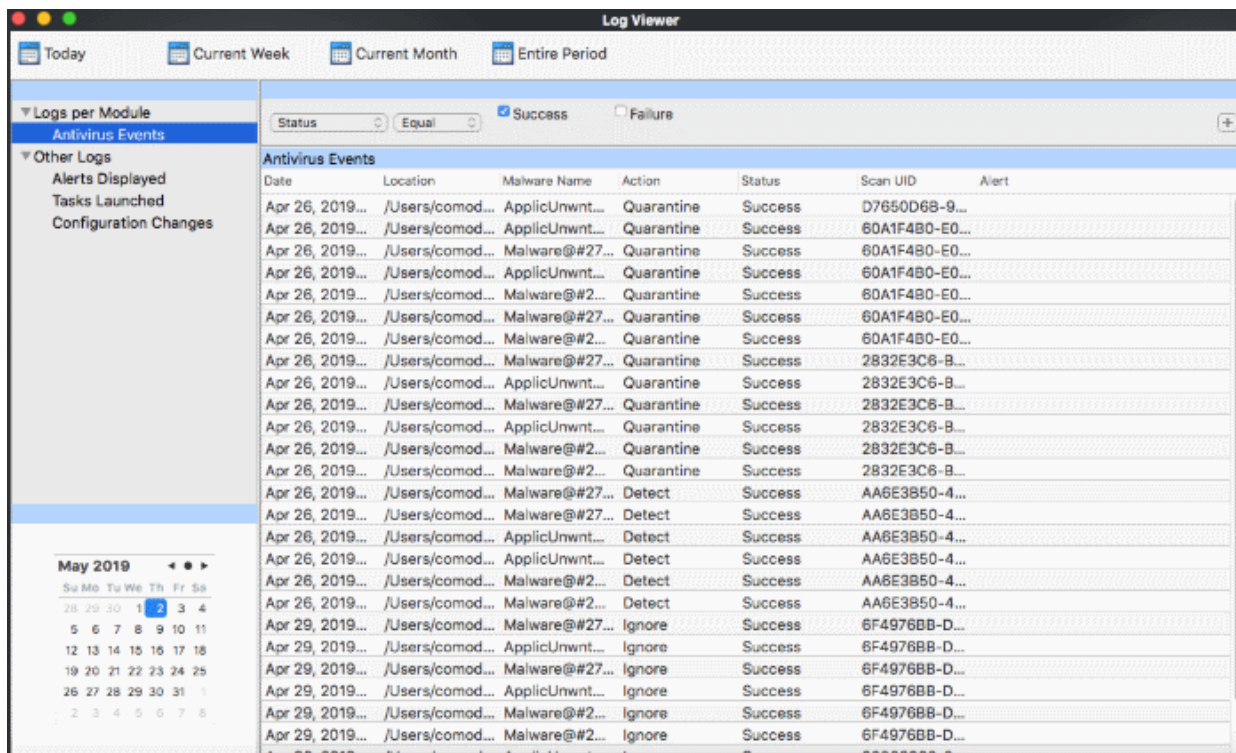 Log Viewer
Today Current Week Current Month Entire Period
Logs per Module
Antivirus Events
Other Logs
Alerts Displayed
Tasks Launched
Configuration Changes
Status Equal Success Failure
Antivirus Events
Date Location Malware Name Action Status Scan UID Alert
Apr 26, 2019... /Users/comod... ApplicUnwnt... Quarantine Success D7650D6B-9...
Apr 26, 2019... /Users/comod... ApplicUnwnt... Quarantine Success 60A1F4B0-E0...
Apr 26, 2019... /Users/comod... Malware@#27... Quarantine Success 60A1F4B0-E0...
Apr 26, 2019... /Users/comod... ApplicUnwnt... Quarantine Success 60A1F4B0-E0...
Apr 26, 2019... /Users/comod... Malware@#2... Quarantine Success 60A1F4B0-E0...
Apr 26, 2019... /Users/comod... Malware@#27... Quarantine Success 60A1F4B0-E0...
Apr 26, 2019... /Users/comod... Malware@#2... Quarantine Success 60A1F4B0-E0...
Apr 26, 2019... /Users/comod... Malware@#27... Quarantine Success 2832E3C6-B...
Apr 26, 2019... /Users/comod... ApplicUnwnt... Quarantine Success 2832E3C6-B...
Apr 26, 2019... /Users/comod... Malware@#27... Quarantine Success 2832E3C6-B...
Apr 26, 2019... /Users/comod... ApplicUnwnt... Quarantine Success 2832E3C6-B...
Apr 26, 2019... /Users/comod... Malware@#2... Quarantine Success 2832E3C6-B...
Apr 26, 2019... /Users/comod... Malware@#2... Quarantine Success 2832E3C6-B...
Apr 26, 2019... /Users/comod... Malware@#27... Detect Success AA6E3B50-4...
Apr 26, 2019... /Users/comod... Malware@#27... Detect Success AA6E3B50-4...
Apr 26, 2019... /Users/comod... ApplicUnwnt... Detect Success AA6E3B50-4...
Apr 26, 2019... /Users/comod... ApplicUnwnt... Detect Success AA6E3B50-4...
Apr 26, 2019... /Users/comod... Malware@#2... Detect Success AA6E3B50-4...
Apr 26, 2019... /Users/comod... Malware@#2... Detect Success AA6E3B50-4...
Apr 29, 2019... /Users/comod... Malware@#27... Ignore Success 6F4976BB-D...
Apr 29, 2019... /Users/comod... ApplicUnwnt... Ignore Success 6F4976BB-D...
Apr 29, 2019... /Users/comod... Malware@#27... Ignore Success 6F4976BB-D...
Apr 29, 2019... /Users/comod... ApplicUnwnt... Ignore Success 6F4976BB-D...
Apr 29, 2019... /Users/comod... Malware@#2... Ignore Success 6F4976BB-D...
Apr 29, 2019... /Users/comod... Malware@#2... Ignore Success 6F4976BB-D...
May 2019
Su Mo Tu We Th Fr Sa
28 29 30 1 2 3 4
5 6 7 8 9 10 11
12 13 14 15 16 17 18
19 20 21 22 23 24 25
26 27 28 29 30 31 1
2 3 4 5 6 7 8